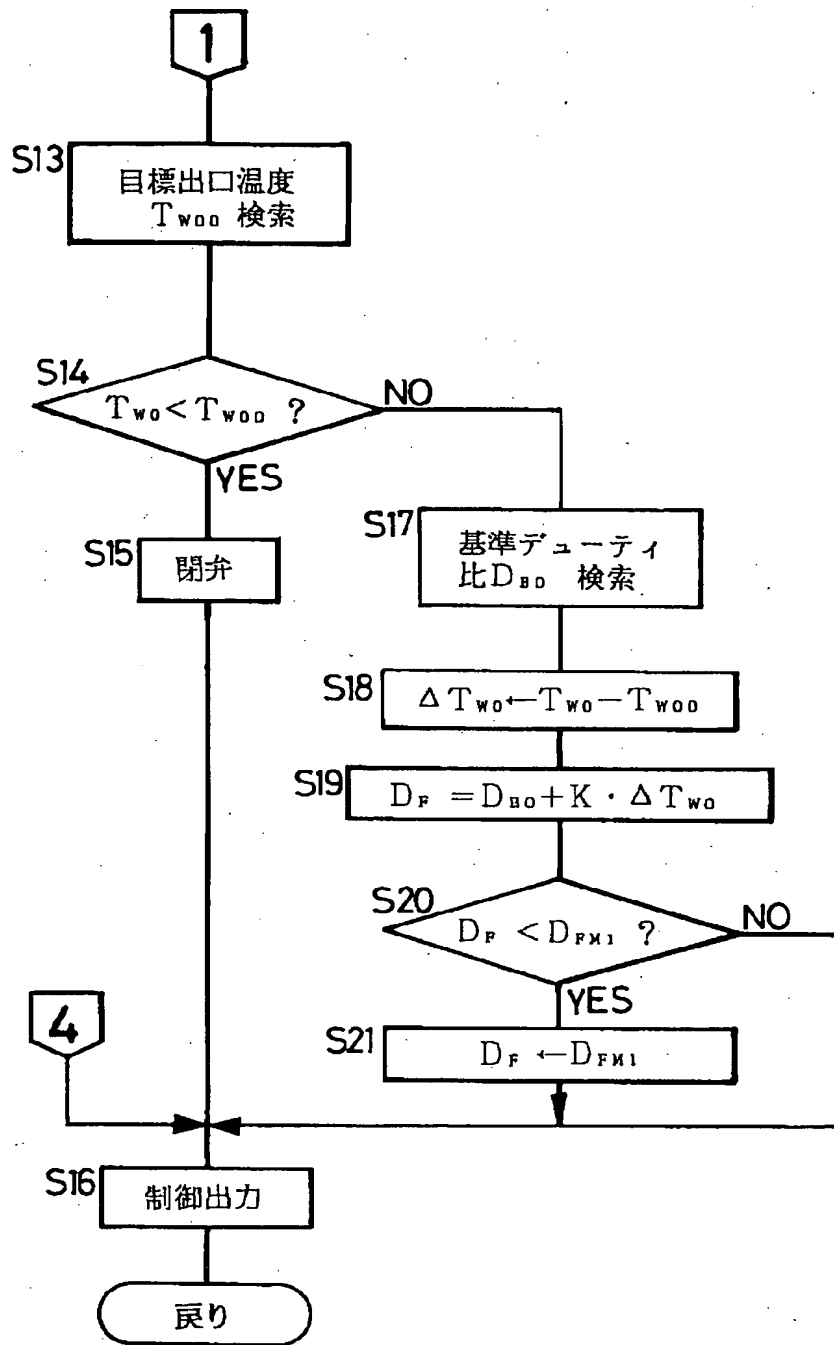 1
S13
目標出口温度
TWOO 検索
S14
TWO<TWOO ?
NO
YES
S15
閉弁
S17
基準デューティ
比DBO 検索
S18
ΔTWO←TWO−TWOO
S19
DF=DBO+K・ΔTWO
S20
DF<DFM1 ?
NO
YES
4
S21
DF←DFM1
S16
制御出力
戻り